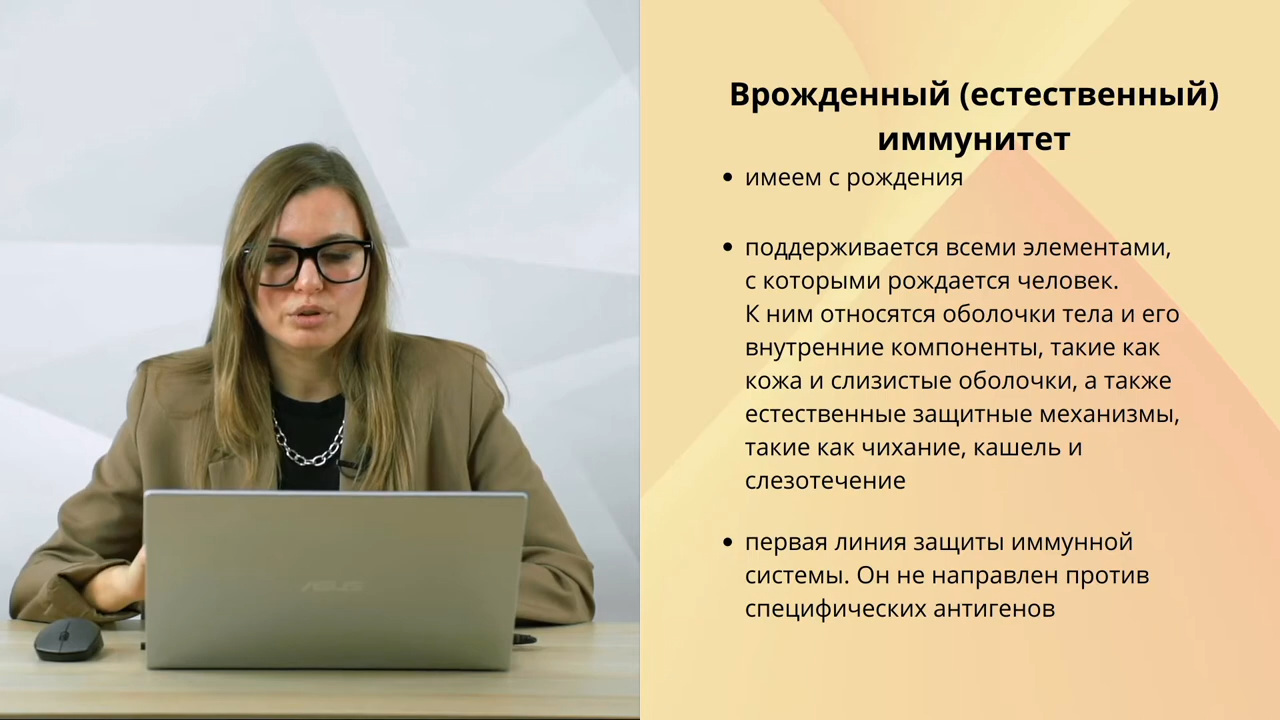 Врожденный (естественный)
иммунитет
• имеем с рождения
• поддерживается всеми элементами,
с которыми рождается человек.
К ним относятся оболочки тела и его
внутренние компоненты, такие как
кожа и слизистые оболочки, а также
естественные защитные механизмы,
такие как чихание, кашель и
слезотечение
• первая линия защиты иммунной
системы. Он не направлен против
специфических антигенов
ASUS